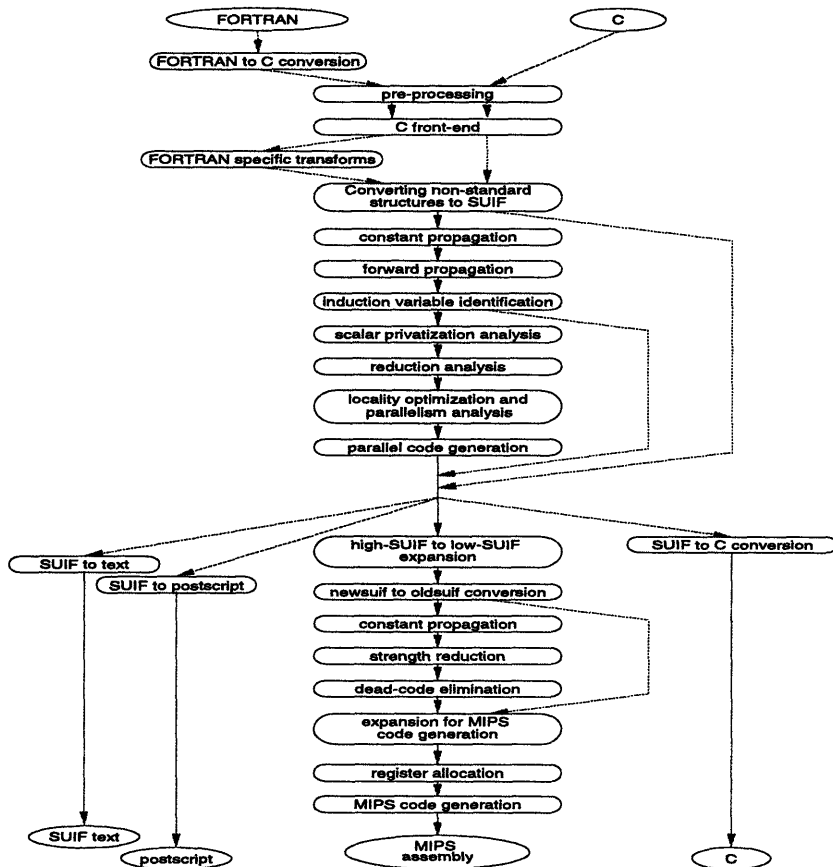 FORTRAN
C
FORTRAN to C conversion
pre-processing
C front-end
FORTRAN specific transforms
Converting non-standard
structures to SUIF
constant propagation
forward propagation
induction variable identification
scalar privatization analysis
reduction analysis
locality optimization and
parallelism analysis
parallel code generation
high-SUIF to low-SUIF
expansion
SUIF to C conversion
SUIF to text
SUIF to postscript
newsuif to oldsuif conversion
constant propagation
strength reduction
dead-code elimination
expansion for MIPS
code generation
register allocation
MIPS code generation
SUIF text
postscript
MIPS
assembly
C